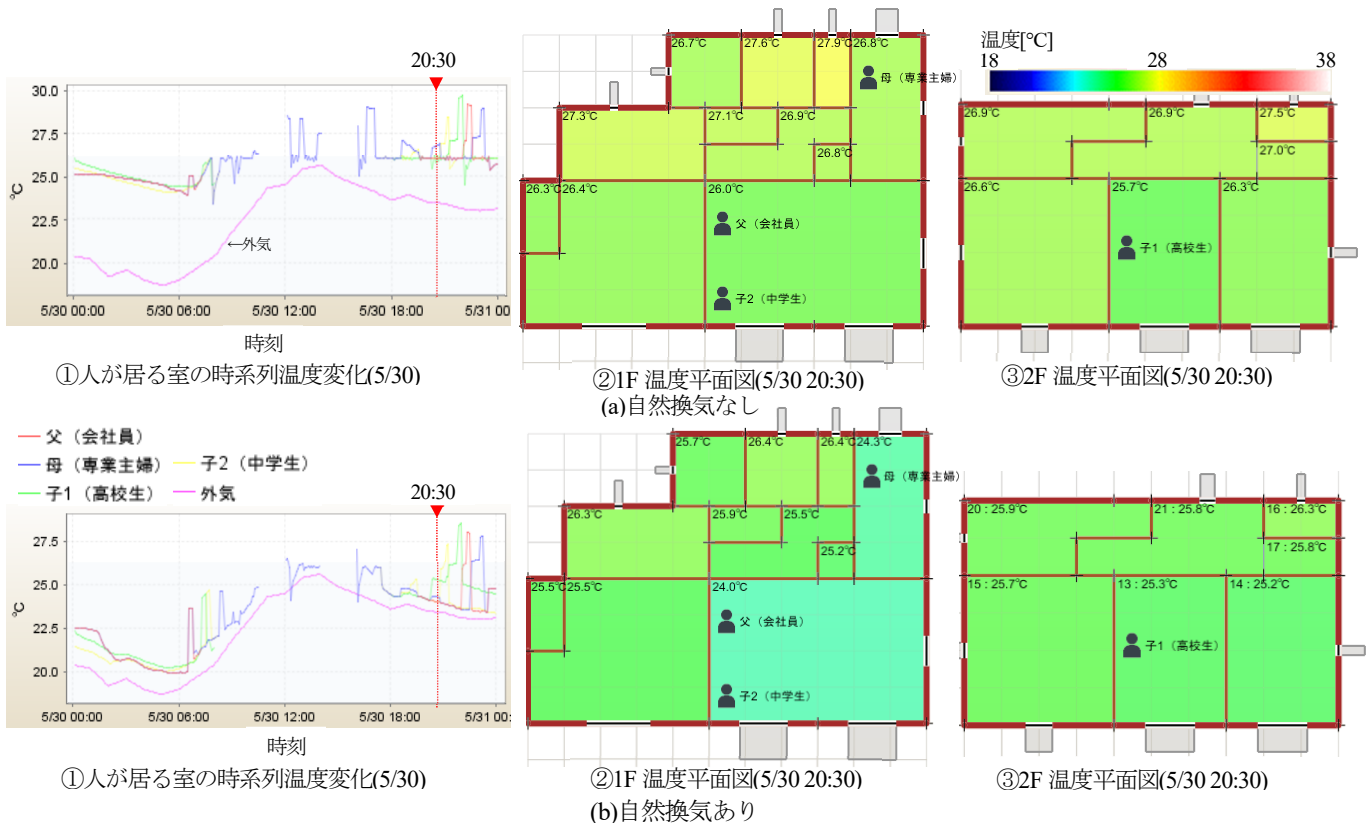 20:30
30.0
27.5
25.0
22.5
20.0
℃
←外気
5/30 00:00
5/30 06:00
5/30 12:00
5/30 18:00
5/31 00
時刻
①人が居る室の時系列温度変化(5/30)
26.7℃
27.6℃
27.9℃
26.8℃
母（専業主婦）
27.3℃
27.1℃
26.9℃
26.8℃
26.3℃
26.4℃
26.0℃
父（会社員）
子2（中学生）
②1F 温度平面図(5/30 20:30)
温度[℃]
18
28
38
26.9℃
26.9℃
27.5℃
27.0℃
26.6℃
25.7℃
26.3℃
子1（高校生）
③2F 温度平面図(5/30 20:30)
(a)自然換気なし
父（会社員）
母（専業主婦）
子2（中学生）
子1（高校生）
外気
20:30
27.5
25.0
22.5
20.0
℃
5/30 00:00
5/30 06:00
5/30 12:00
5/30 18:00
5/31 00:
時刻
①人が居る室の時系列温度変化(5/30)
25.7℃
26.4℃
26.4℃
24.3℃
母（専業主婦）
26.3℃
25.9℃
25.5℃
25.2℃
25.5℃
25.5℃
24.0℃
父（会社員）
子2（中学生）
②1F 温度平面図(5/30 20:30)
20 : 25.9℃
21 : 25.8℃
16 : 26.3℃
17 : 25.8℃
15 : 25.7℃
13 : 25.3℃
14 : 25.2℃
子1（高校生）
③2F 温度平面図(5/30 20:30)
(b)自然換気あり